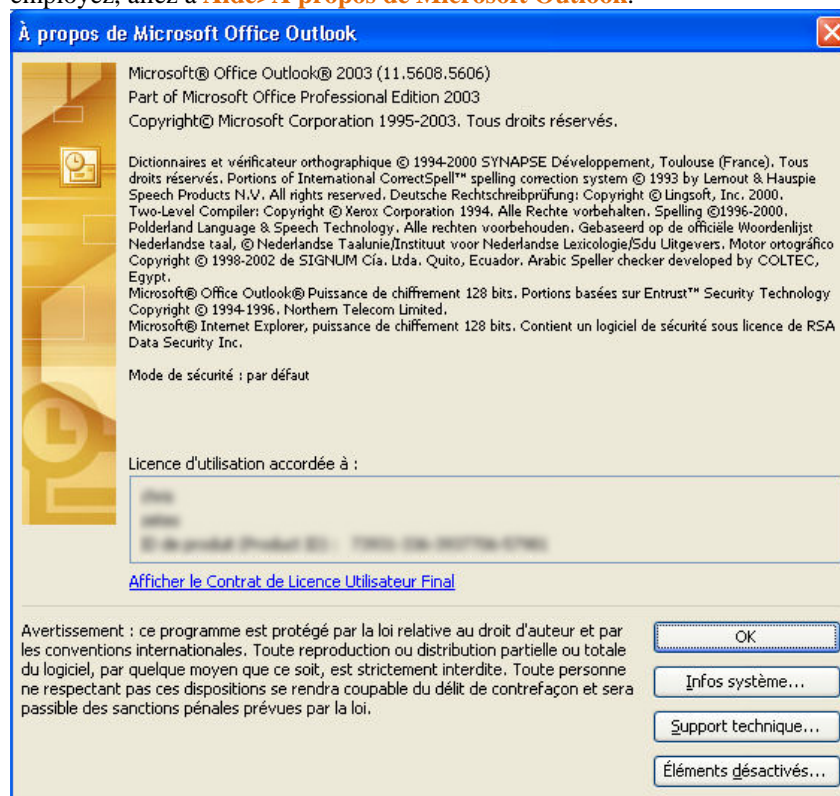 employez, allez à Aide>A propos de Microsoft Outlook.
À propos de Microsoft Office Outlook
Microsoft® Office Outlook® 2003 (11.5608.5606)
Part of Microsoft Office Professional Edition 2003
Copyright© Microsoft Corporation 1995-2003. Tous droits réservés.
Dictionnaires et vérificateur orthographique © 1994-2000 SYNAPSE Développement, Toulouse (France). Tous
droits réservés. Portions of International CorrectSpell™ spelling correction system © 1993 by Lernout & Hauspie
Speech Products N.V. All rights reserved. Deutsche Rechtschreibprüfung: Copyright © Lingsoft, Inc. 2000.
Two-Level Compiler: Copyright © Xerox Corporation 1994. Alle Rechte vorbehalten. Spelling ©1996-2000.
Polderland Language & Speech Technology. Alle rechten voorbehouden. Gebaseerd op de officiële Woordenlijst
Nederlandse taal, © Nederlandse Taalunie/Instituut voor Nederlandse Lexicologie/Sdu Uitgevers. Motor ortográfico
Copyright © 1998-2002 de SIGNUM Cía. Ltda. Quito, Ecuador. Arabic Speller checker developed by COLTEC,
Egypt.
Microsoft® Office Outlook® Puissance de chiffrement 128 bits. Portions basées sur Entrust™ Security Technology
Copyright © 1994-1996. Northern Telecom Limited.
Microsoft® Internet Explorer, puissance de chiffement 128 bits. Contient un logiciel de sécurité sous licence de RSA
Data Security Inc.
Mode de sécurité : par défaut
Licence d'utilisation accordée à :
Afficher le Contrat de Licence Utilisateur Final
Avertissement : ce programme est protégé par la loi relative au droit d'auteur et par
les conventions internationales. Toute reproduction ou distribution partielle ou totale
du logiciel, par quelque moyen que ce soit, est strictement interdite. Toute personne
ne respectant pas ces dispositions se rendra coupable du délit de contrefaçon et sera
passible des sanctions pénales prévues par la loi.
OK
Infos système...
Support technique...
Éléments désactivés...